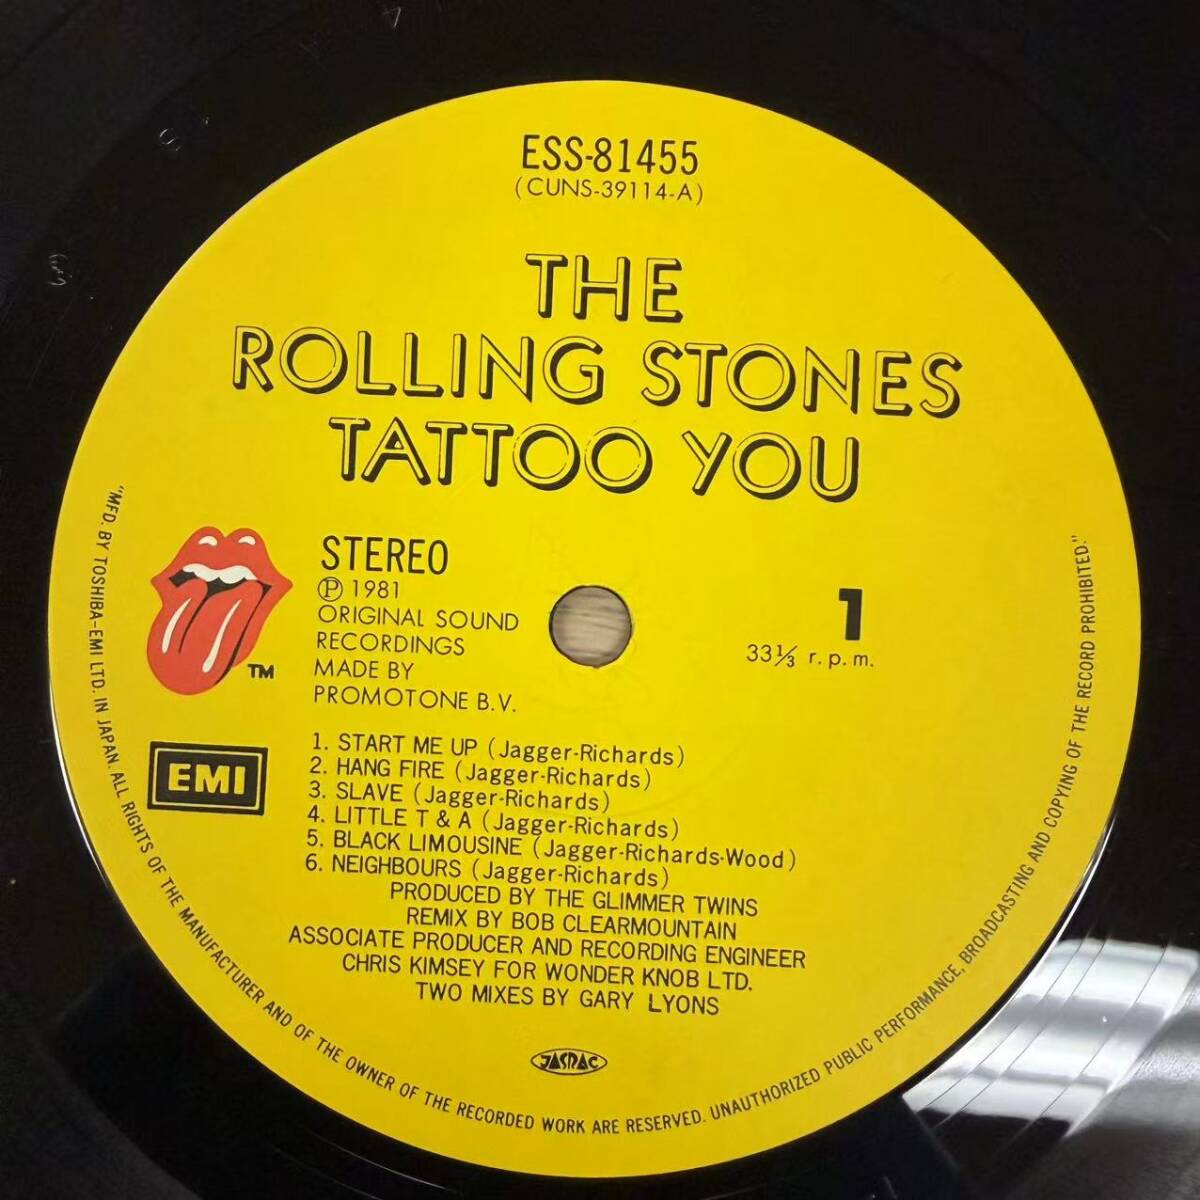 ESS-81455
(CUNS-39114-A)
THE
ROLLING STONES
TATTOO YOU
STEREO
Ⓟ 1981
ORIGINAL SOUND
RECORDINGS
MADE BY
PROMOTONE B.V.
TM
1
33⅓ r.p.m.
EMI
1. START ME UP (Jagger-Richards)
2. HANG FIRE (Jagger-Richards)
3. SLAVE (Jagger-Richards)
4. LITTLE T & A (Jagger-Richards)
5. BLACK LIMOUSINE (Jagger-Richards-Wood)
6. NEIGHBOURS (Jagger-Richards)
PRODUCED BY THE GLIMMER TWINS
REMIX BY BOB CLEARMOUNTAIN
ASSOCIATE PRODUCER AND RECORDING ENGINEER
CHRIS KIMSEY FOR WONDER KNOB LTD.
TWO MIXES BY GARY LYONS
JASRAC
"MFD. BY TOSHIBA-EMI LTD. IN JAPAN. ALL RIGHTS OF THE MANUFACTURER AND OF THE OWNER OF THE RECORDED WORK ARE RESERVED. UNAUTHORIZED PUBLIC PERFORMANCE, BROADCASTING AND COPYING OF THE RECORD PROHIBITED."